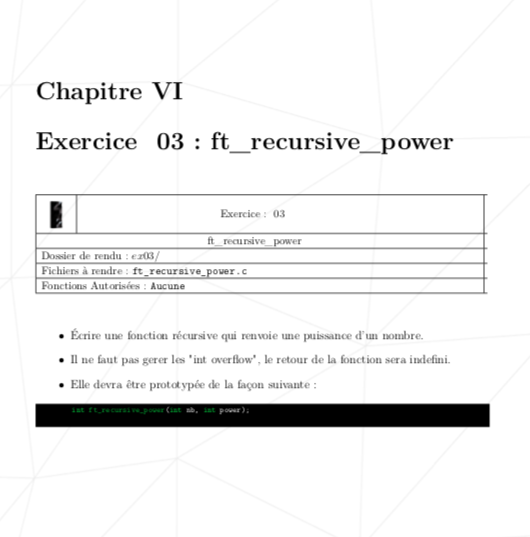 Chapitre VI
Exercice 03 : ft_recursive_power
Exercice : 03
ft_recursive_power
Dossier de rendu : ex03/
Fichiers à rendre : ft_recursive_power.c
Fonctions Autorisées : Aucune
• Écrire une fonction récursive qui renvoie une puissance d'un nombre.
• Il ne faut pas gerer les "int overflow", le retour de la fonction sera indefini.
• Elle devra être prototypée de la façon suivante :
int ft_recursive_power(int nb, int power);